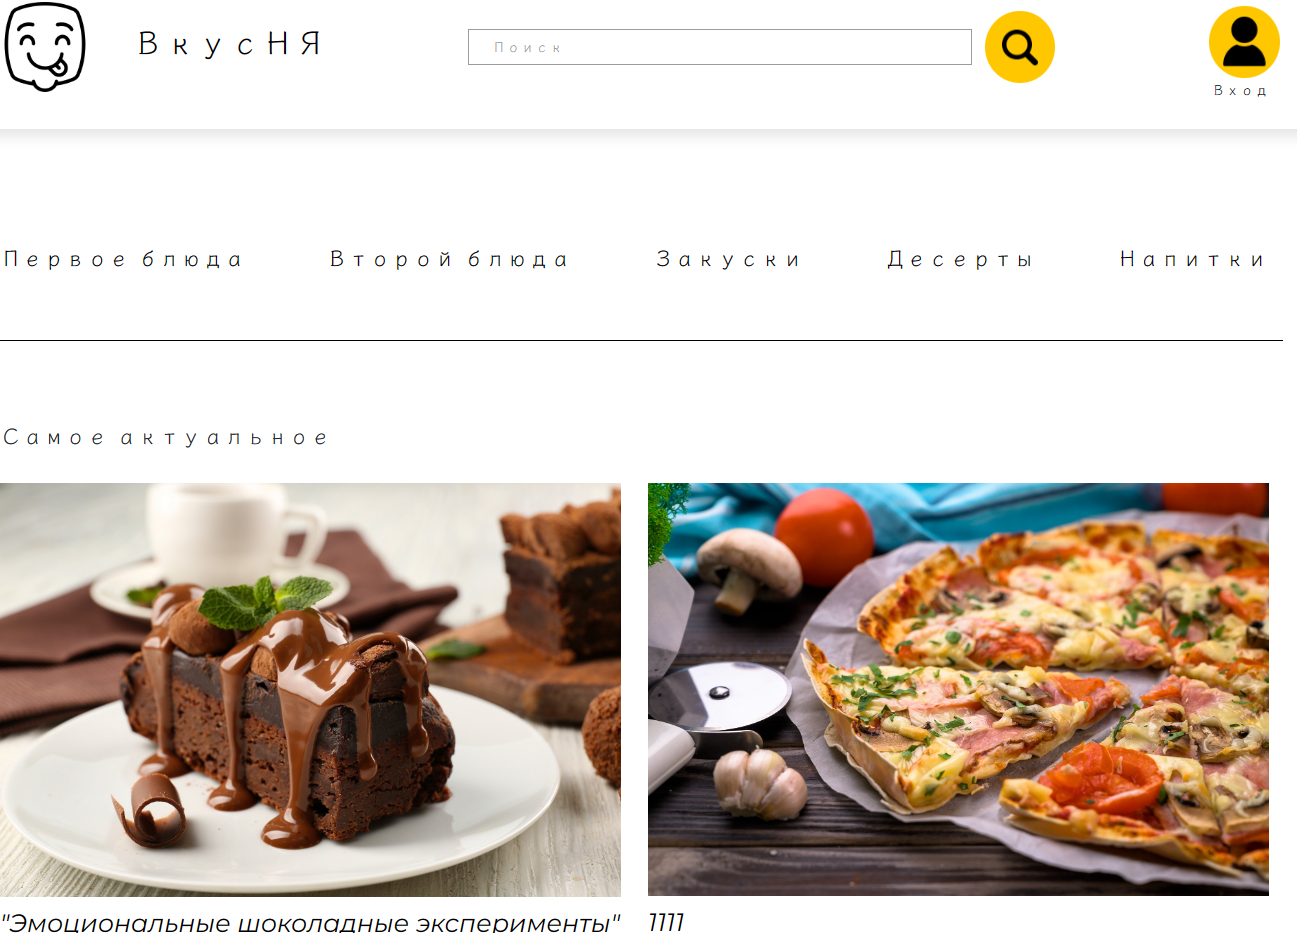 ВкусНЯ
Поиск
Вход
Первое блюда
Второй блюда
Закуски
Десерты
Напитки
Самое актуальное
"Эмоциональные шоколадные эксперименты"
1111